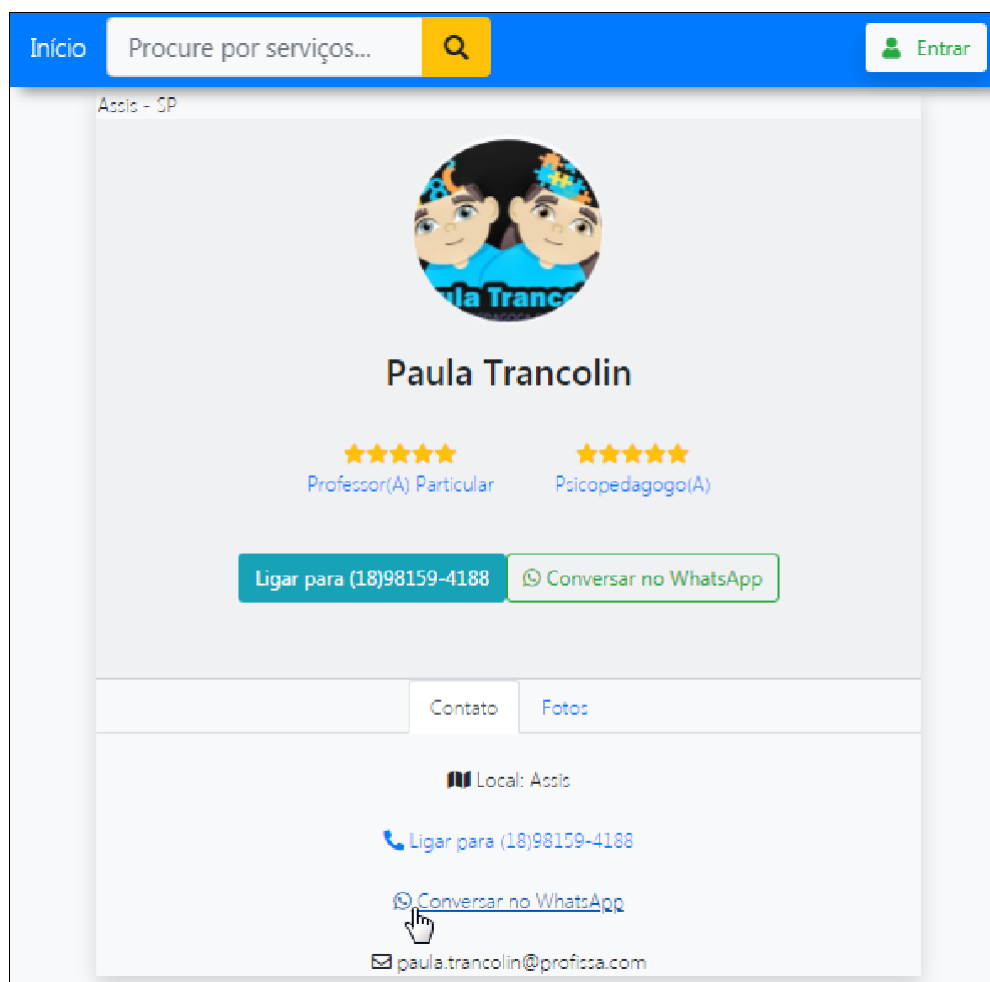 Início Procure por serviços... Entrar
Assis - SP
Paula Trancolin
Professor(A) Particular Psicopedagogo(A)
Ligar para (18)98159-4188 Conversar no WhatsApp
Contato Fotos
Local: Assis
Ligar para (18)98159-4188
Conversar no WhatsApp
paula.trancolin@profissa.com